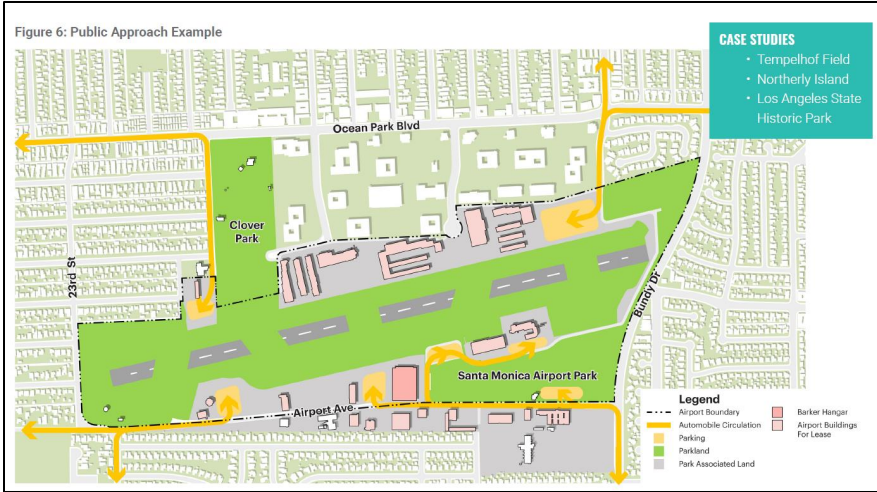 Figure 6: Public Approach Example
CASE STUDIES
• Tempelhof Field
• Northerly Island
• Los Angeles State
Historic Park
Ocean Park Blvd
Clover
Park
23rd St
Bundy Dr
Santa Monica Airport Park
Airport Ave
Legend
Airport Boundary
Automobile Circulation
Parking
Parkland
Park Associated Land
Barker Hangar
Airport Buildings
For Lease